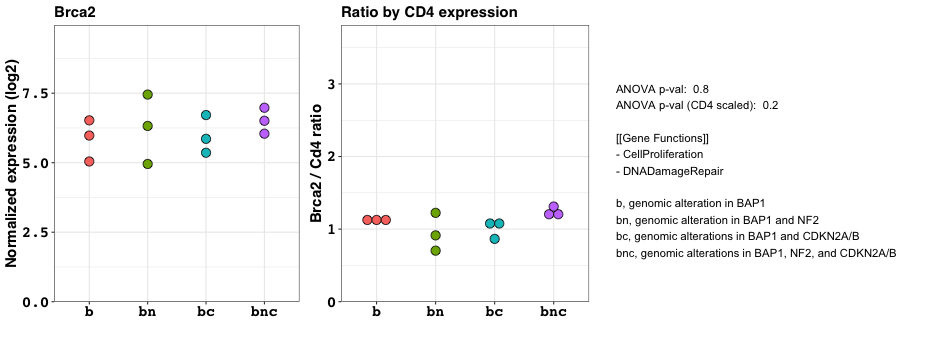 Brca2
Normalized expression (log2)
7.5
5.0
2.5
0.0
b bn bc bnc
Ratio by CD4 expression
Brca2 / Cd4 ratio
3
2
1
0
b bn bc bnc
ANOVA p-val: 0.8
ANOVA p-val (CD4 scaled): 0.2
[[Gene Functions]]
- CellProliferation
- DNADamageRepair
b, genomic alteration in BAP1
bn, genomic alteration in BAP1 and NF2
bc, genomic alterations in BAP1 and CDKN2A/B
bnc, genomic alterations in BAP1, NF2, and CDKN2A/B